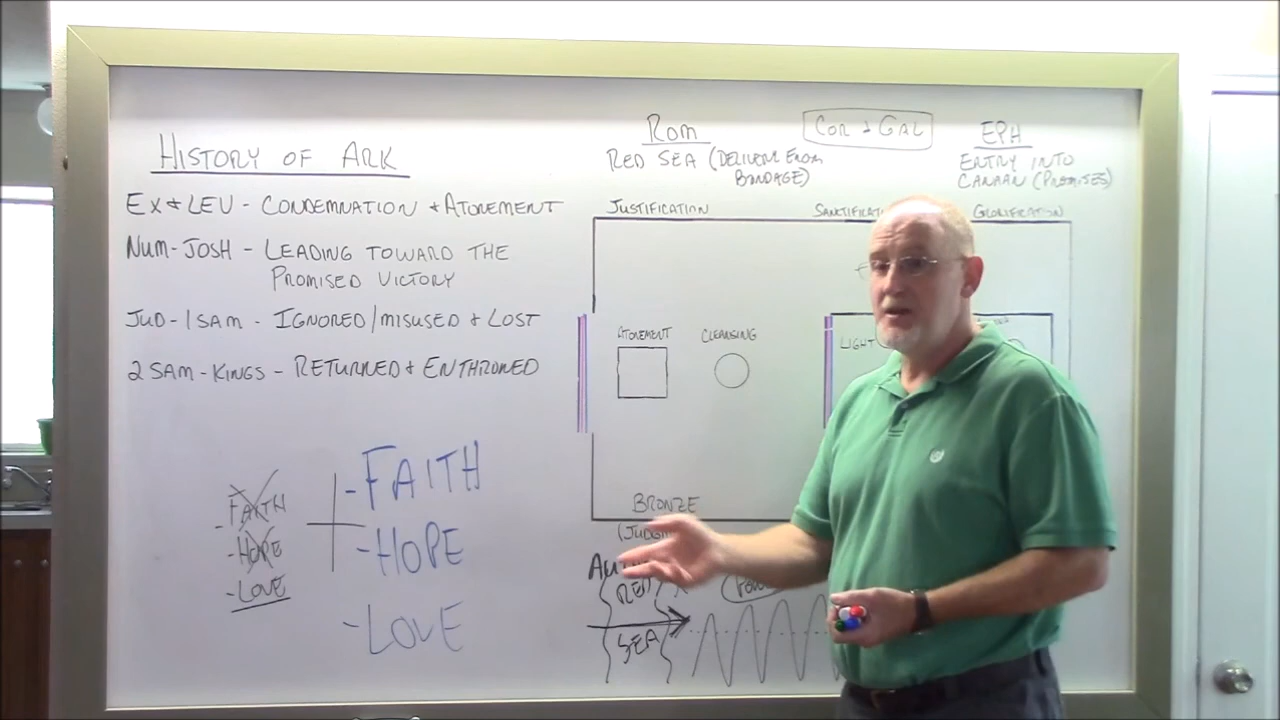 HISTORY OF ARK
EX & LEV - CONDEMNATION & ATONEMENT
NUM-JOSH - LEADING TOWARD THE
PROMISED VICTORY
JUD-1 SAM - IGNORED/MISUSED & LOST
2 SAM-KINGS - RETURNED & ENTHRONED
-FAITH
-HOPE
-LOVE
-FAITH
-HOPE
-LOVE
ROM
RED SEA (DELIVER FROM
BONDAGE)
COR & GAL
EPH
ENTRY INTO
CANAAN (PROMISES)
JUSTIFICATION
GLORIFICATION
ATONEMENT
CLEANSING
LIGHT
BRONZE
RED
SEA